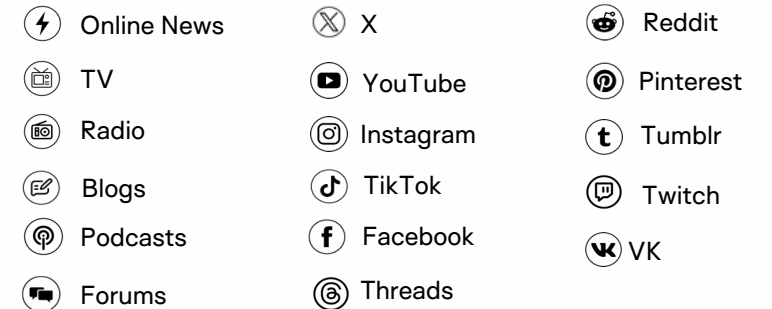 Online News
TV
Radio
Blogs
Podcasts
Forums
X
YouTube
Instagram
TikTok
Facebook
Threads
Reddit
Pinterest
Tumblr
Twitch
VK